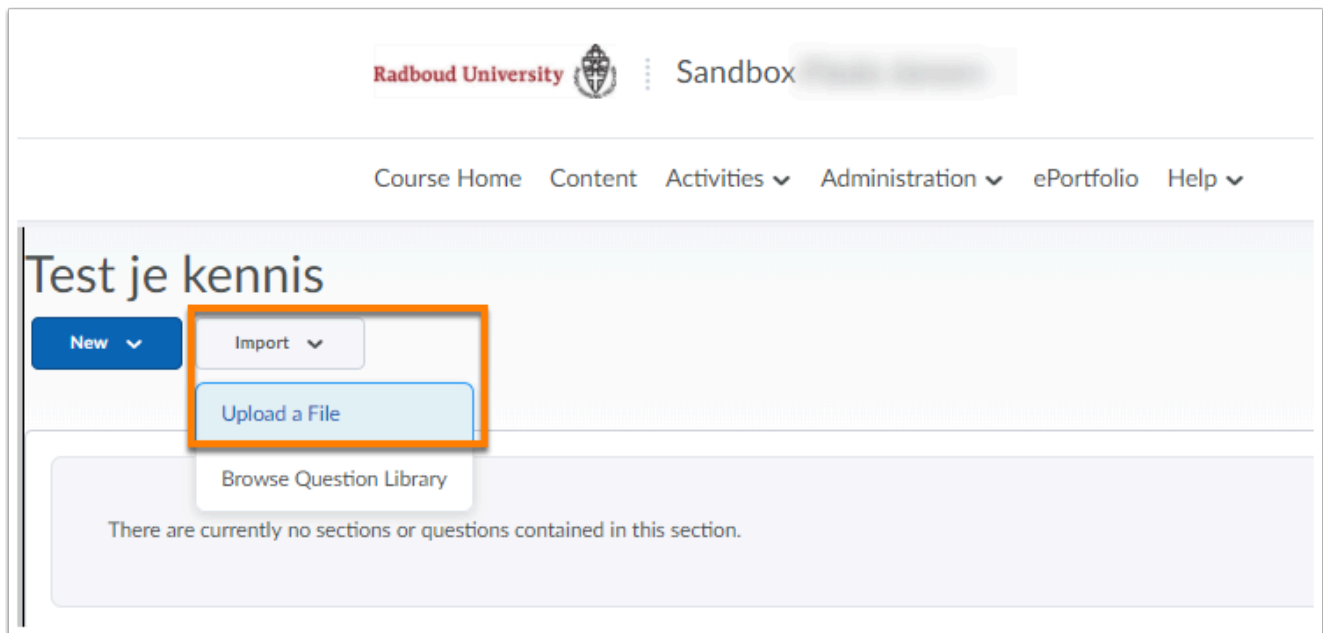 Radboud University Sandbox
Course Home Content Activities Administration ePortfolio Help
Test je kennis
New Import
Upload a File
Browse Question Library
There are currently no sections or questions contained in this section.